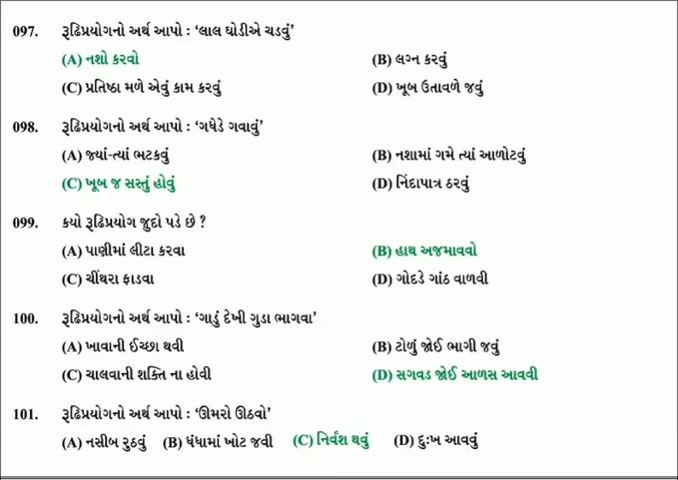 097. રૂઢિપ્રયોગનો અર્થ આપો : ‘લાલ ઘોડીએ ચડવું’
(A) નશો કરવો (B) લગ્ન કરવું
(C) પ્રતિષ્ઠા મળે એવું કામ કરવું (D) ખૂબ ઉતાવળે જવું
098. રૂઢિપ્રયોગનો અર્થ આપો : ‘ગધેડે ગવાવું’
(A) જ્યાં-ત્યાં ભટકવું (B) નશામાં ગમે ત્યાં આળોટવું
(C) ખૂબ જ સસ્તું હોવું (D) નિંદાપાત્ર ઠરવું
099. કયો રૂઢિપ્રયોગ જુદો પડે છે ?
(A) પાણીમાં લીટા કરવા (B) હાથ અજમાવવો
(C) ચીંથરા ફાડવા (D) ગોદડે ગાંઠ વાળવી
100. રૂઢિપ્રયોગનો અર્થ આપો : ‘ગાડું દેખી ગુડા ભાગવા’
(A) ખાવાની ઈચ્છા થવી (B) ટોળું જોઈ ભાગી જવું
(C) ચાલવાની શક્તિ ના હોવી (D) સગવડ જોઈ આળસ આવવી
101. રૂઢિપ્રયોગનો અર્થ આપો : ‘ઊમરો ઊઠવો’
(A) નસીબ રુઠવું (B) ધંધામાં ખોટ જવી (C) નિર્વંશ થવું (D) દુઃખ આવવું